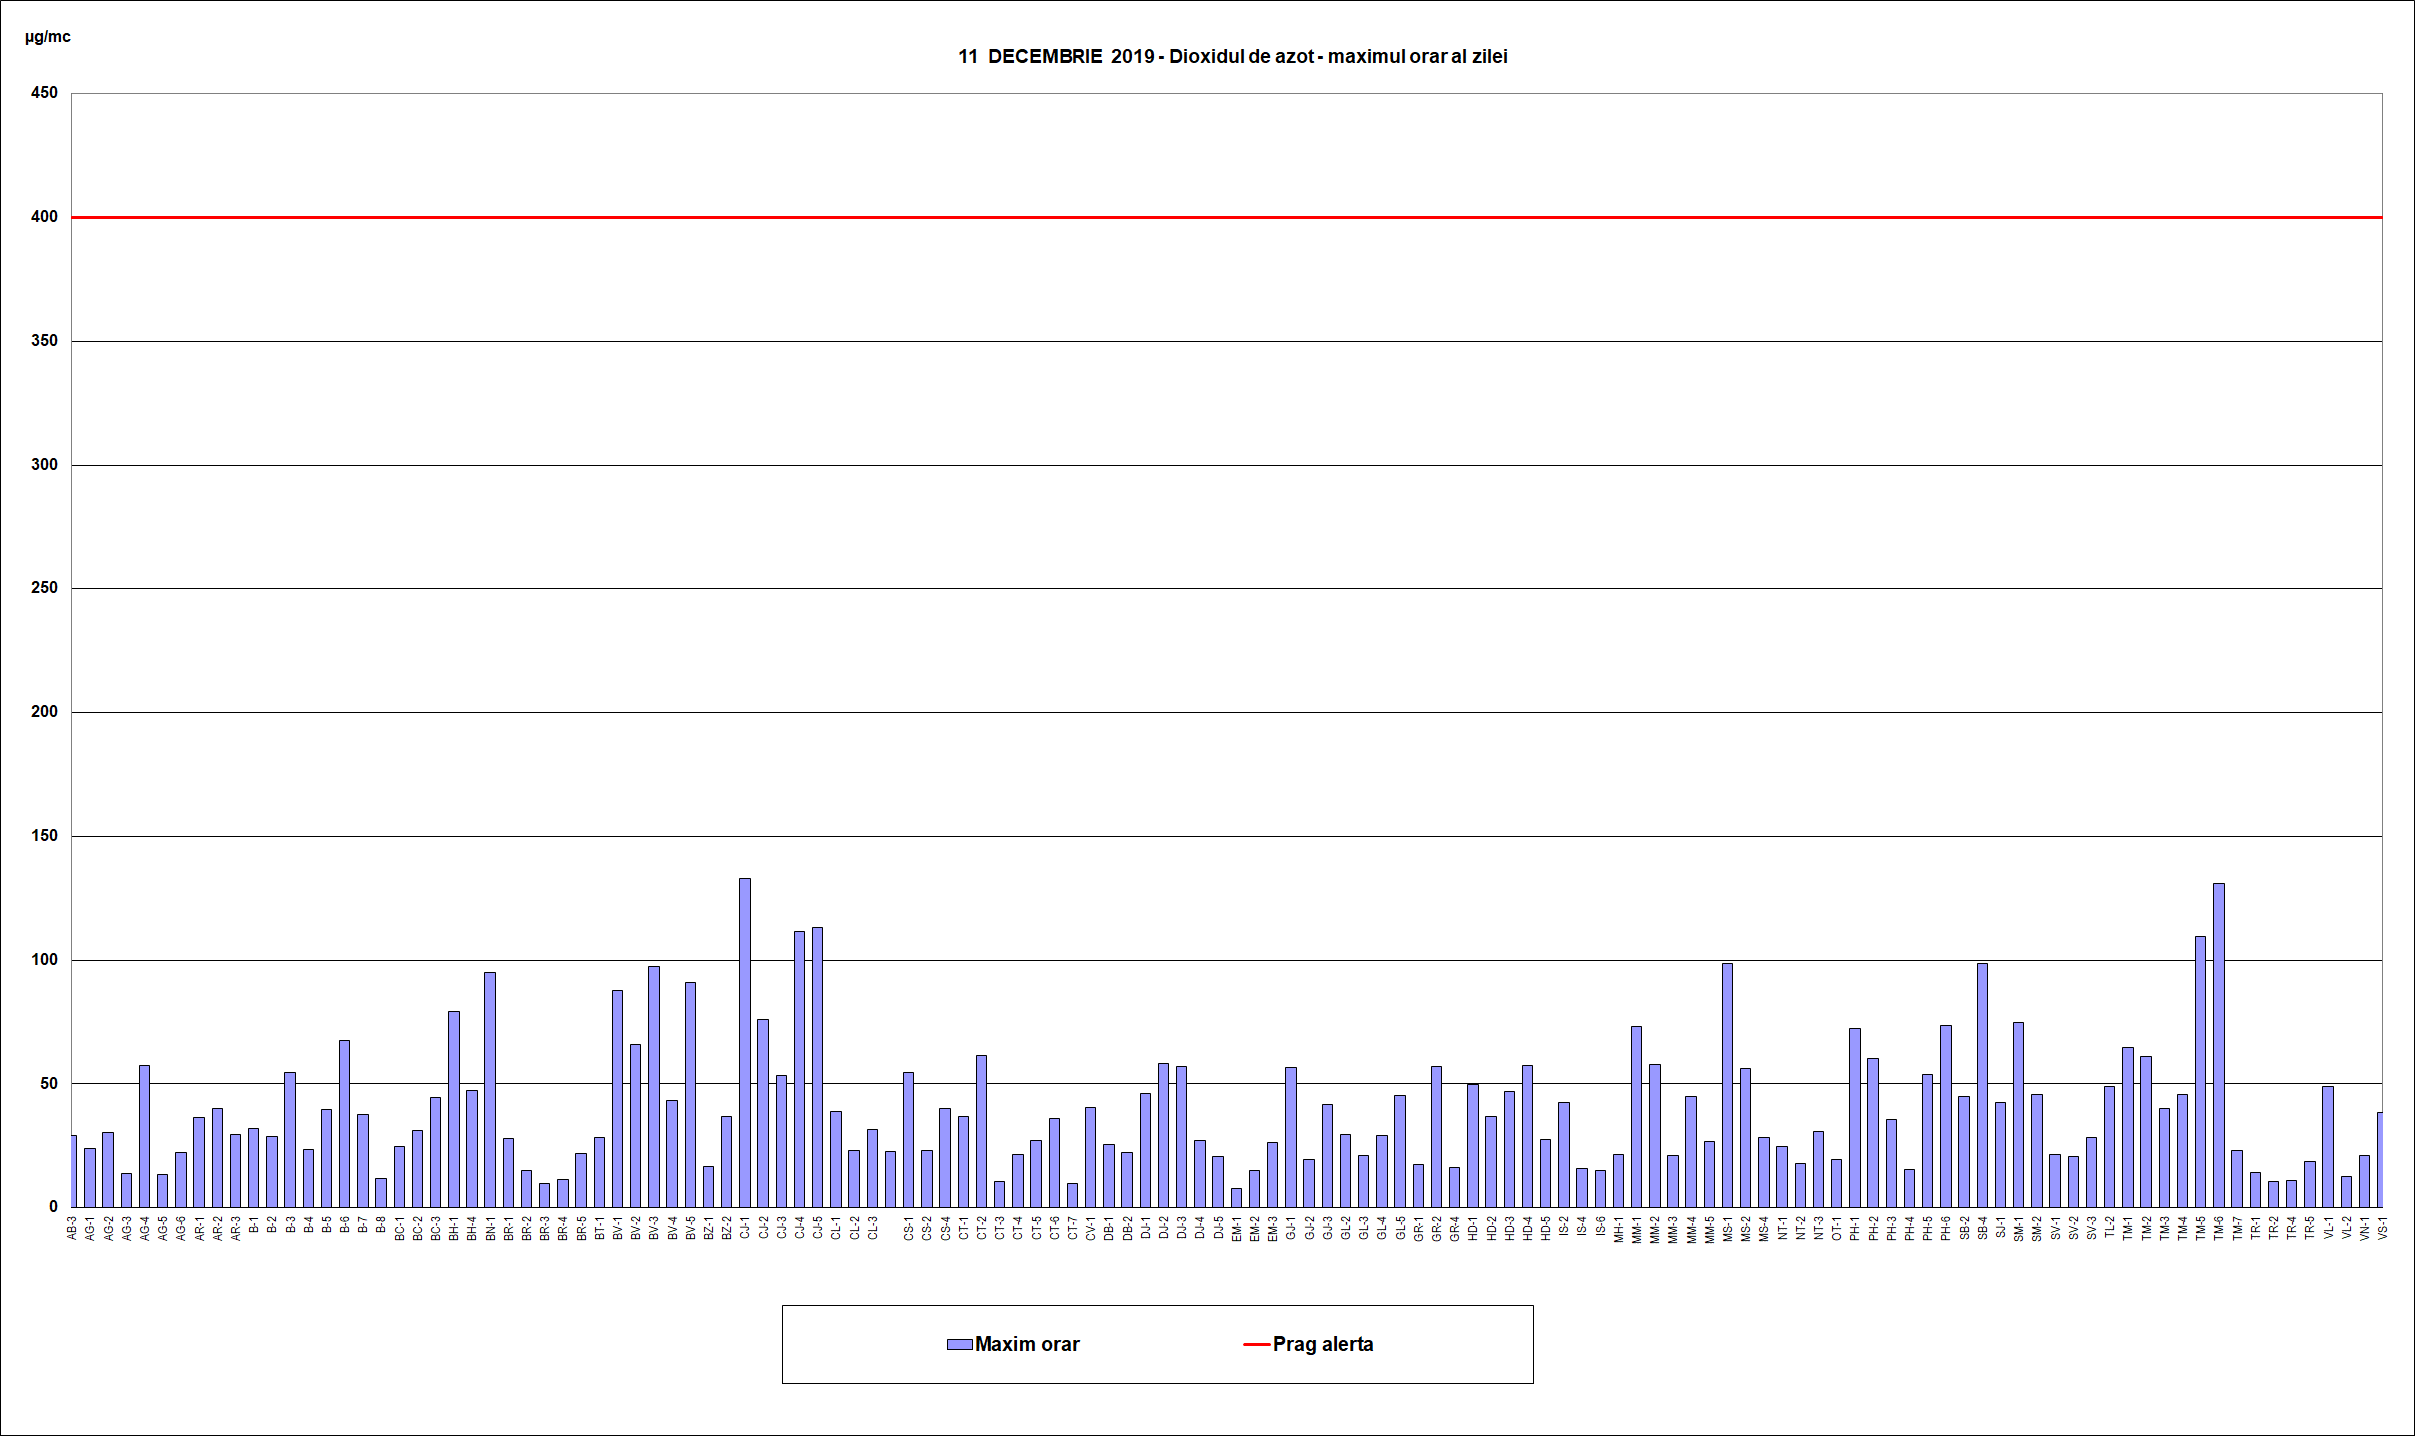 µg/mc
11 DECEMBRIE 2019 - Dioxidul de azot - maximul orar al zilei
450
400
350
300
250
200
150
100
50
0
AB-3 AG-1 AG-2 AG-3 AG-4 AG-5 AG-6 AR-1 AR-2 AR-3 B-1 B-2 B-3 B-4 B-5 B-6 B-7 B-8 BC-1 BC-2 BC-3 BH-1 BH-4 BN-1 BR-1 BR-2 BR-3 BR-4 BR-5 BT-1 BV-1 BV-2 BV-3 BV-4 BV-5 BZ-1 BZ-2 CJ-1 CJ-2 CJ-3 CJ-4 CJ-5 CL-1 CL-2 CL-3 CS-1 CS-2 CS-4 CT-1 CT-2 CT-3 CT-4 CT-5 CT-6 CT-7 CV-1 DB-1 DB-2 DJ-1 DJ-2 DJ-3 DJ-4 DJ-5 EM-1 EM-2 EM-3 GJ-1 GJ-2 GJ-3 GL-2 GL-3 GL-4 GL-5 GR-1 GR-2 GR-4 HD-1 HD-2 HD-3 HD-4 HD-5 IS-2 IS-4 IS-6 MH-1 MM-1 MM-2 MM-3 MM-4 MM-5 MS-1 MS-2 MS-4 NT-1 NT-2 NT-3 OT-1 PH-1 PH-2 PH-3 PH-4 PH-5 PH-6 SB-2 SB-4 SJ-1 SM-1 SM-2 SV-1 SV-2 SV-3 TL-2 TM-1 TM-2 TM-3 TM-4 TM-5 TM-6 TM-7 TR-1 TR-2 TR-4 TR-5 VL-1 VL-2 VN-1 VS-1
Maxim orar Prag alerta